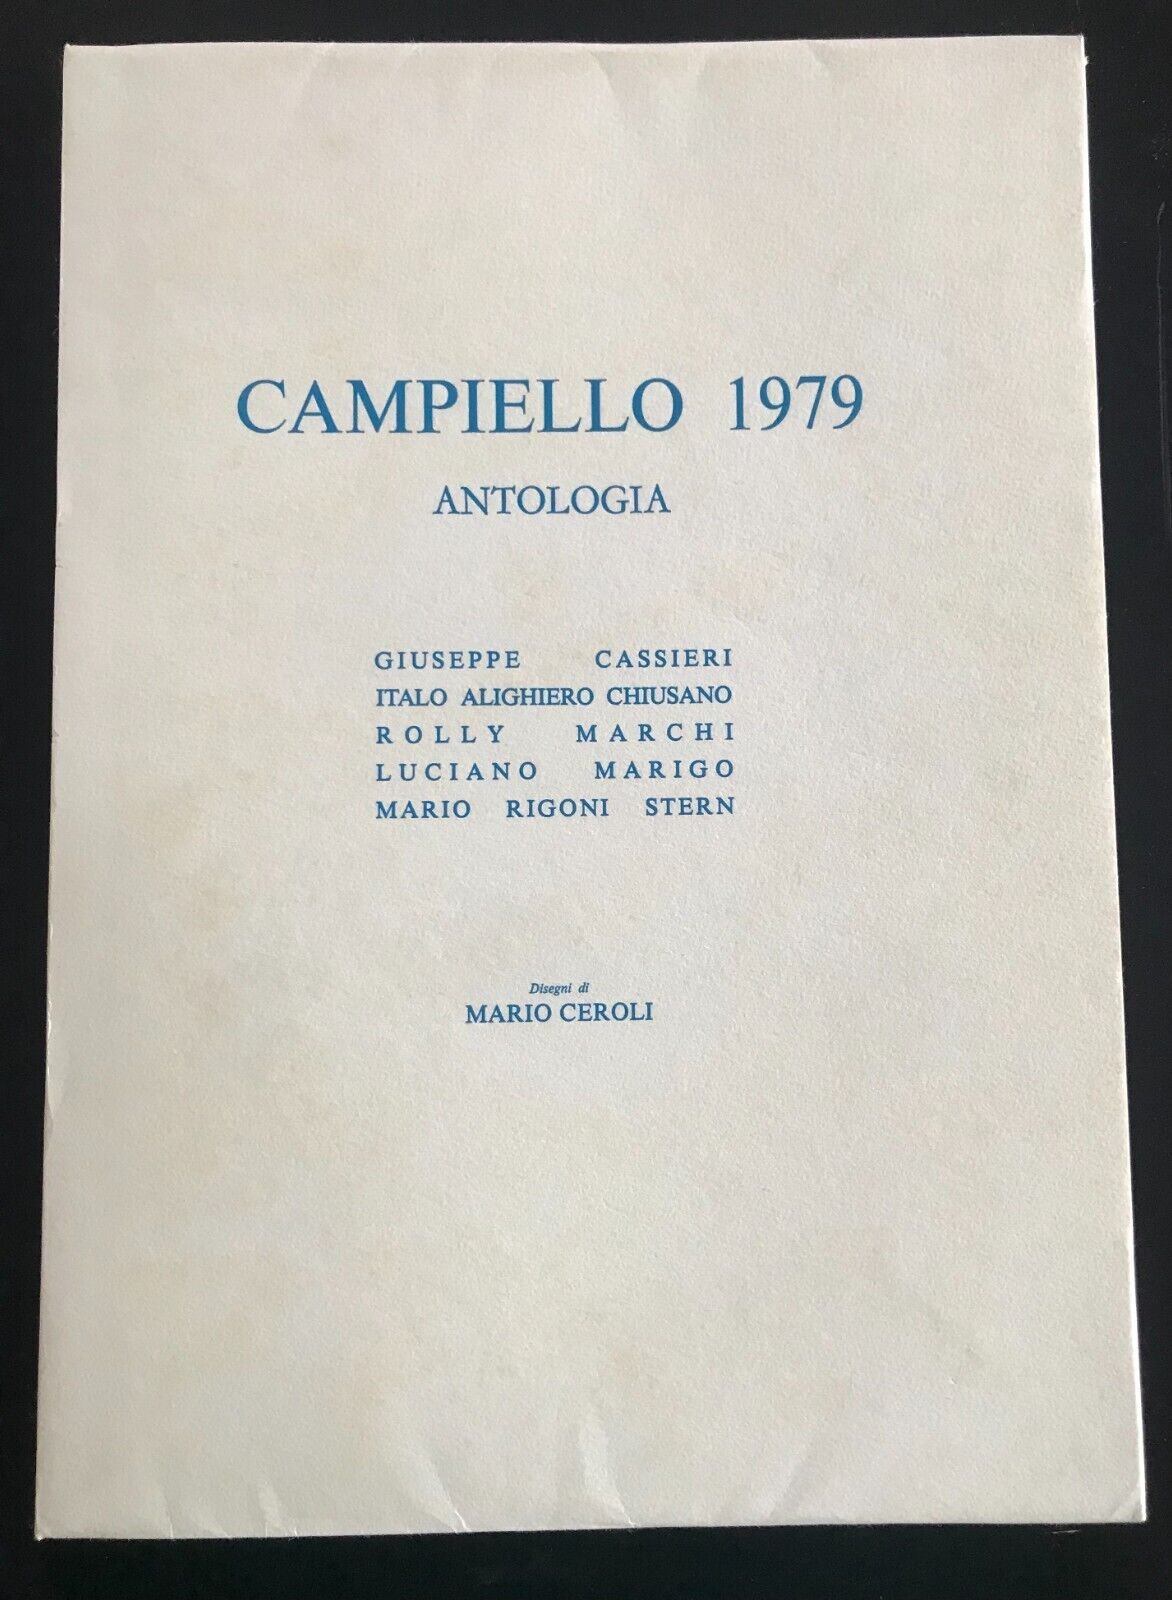 CAMPIELLO 1979
ANTOLOGIA
GIUSEPPE CASSIERI
ITALO ALIGHIERO CHIUSANO
ROLLY MARCHI
LUCIANO MARIGO
MARIO RIGONI STERN
Disegni di
MARIO CEROLI